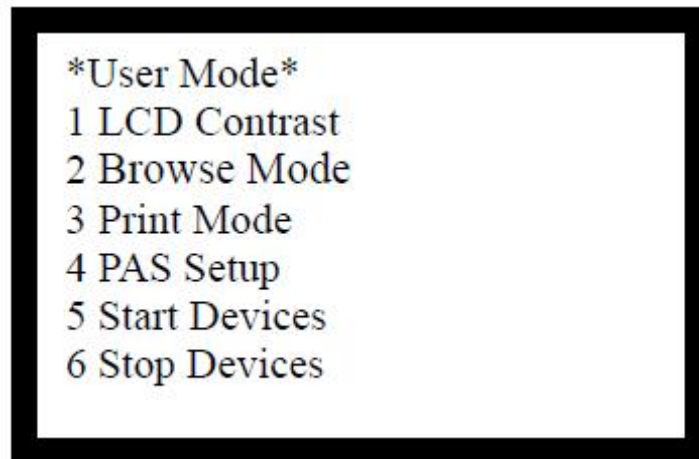 *User Mode*
1 LCD Contrast
2 Browse Mode
3 Print Mode
4 PAS Setup
5 Start Devices
6 Stop Devices